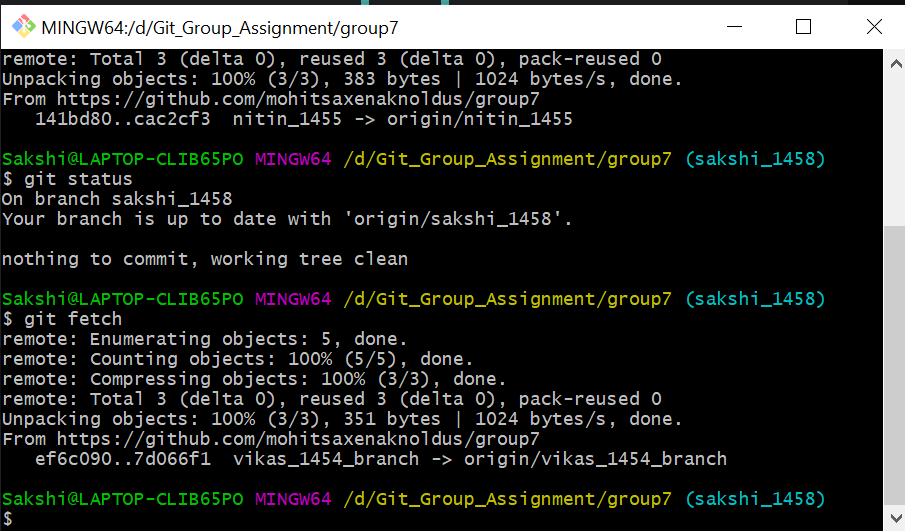 MINGW64:/d/Git_Group_Assignment/group7
remote: Total 3 (delta 0), reused 3 (delta 0), pack-reused 0
Unpacking objects: 100% (3/3), 383 bytes | 1024 bytes/s, done.
From https://github.com/mohitsaxenaknoldus/group7
   141bd80..cac2cf3  nitin_1455 -> origin/nitin_1455
Sakshi@LAPTOP-CLIB65PO MINGW64 /d/Git_Group_Assignment/group7 (sakshi_1458)
$ git status
On branch sakshi_1458
Your branch is up to date with 'origin/sakshi_1458'.
nothing to commit, working tree clean
Sakshi@LAPTOP-CLIB65PO MINGW64 /d/Git_Group_Assignment/group7 (sakshi_1458)
$ git fetch
remote: Enumerating objects: 5, done.
remote: Counting objects: 100% (5/5), done.
remote: Compressing objects: 100% (3/3), done.
remote: Total 3 (delta 0), reused 3 (delta 0), pack-reused 0
Unpacking objects: 100% (3/3), 351 bytes | 1024 bytes/s, done.
From https://github.com/mohitsaxenaknoldus/group7
   ef6c090..7d066f1  vikas_1454_branch -> origin/vikas_1454_branch
Sakshi@LAPTOP-CLIB65PO MINGW64 /d/Git_Group_Assignment/group7 (sakshi_1458)
$